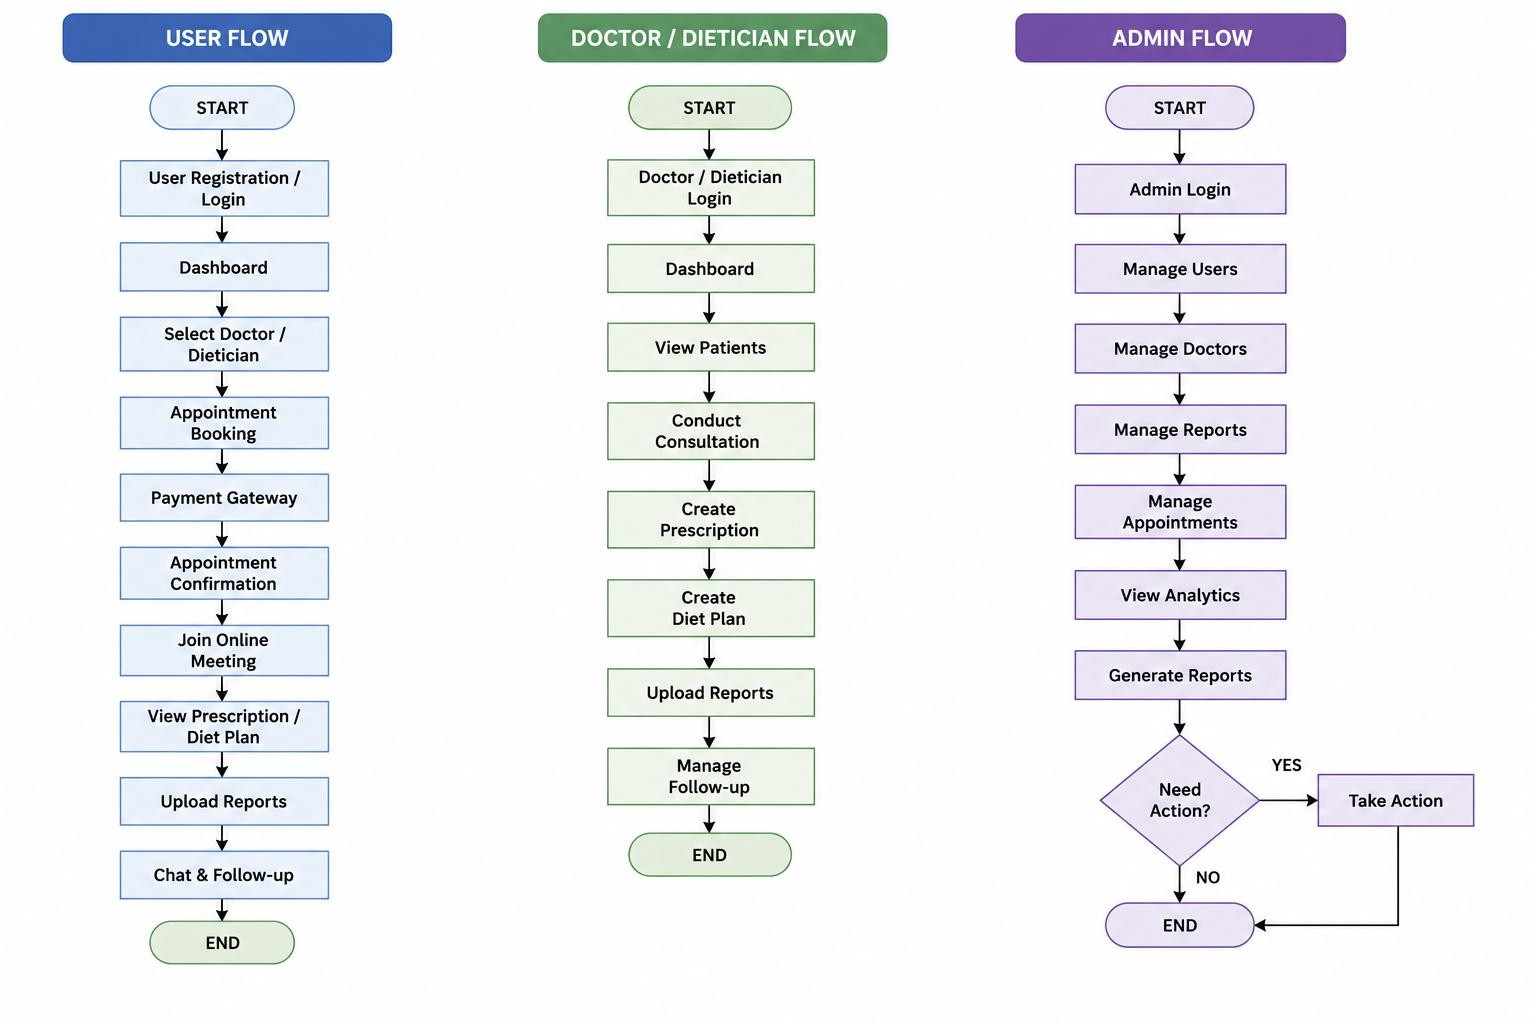 USER FLOW
START
User Registration /
Login
Dashboard
Select Doctor /
Dietician
Appointment
Booking
Payment Gateway
Appointment
Confirmation
Join Online
Meeting
View Prescription /
Diet Plan
Upload Reports
Chat & Follow-up
END
DOCTOR / DIETICIAN FLOW
START
Doctor / Dietician
Login
Dashboard
View Patients
Conduct
Consultation
Create
Prescription
Create
Diet Plan
Upload Reports
Manage
Follow-up
END
ADMIN FLOW
START
Admin Login
Manage Users
Manage Doctors
Manage Reports
Manage
Appointments
View Analytics
Generate Reports
Need
Action?
YES
Take Action
NO
END